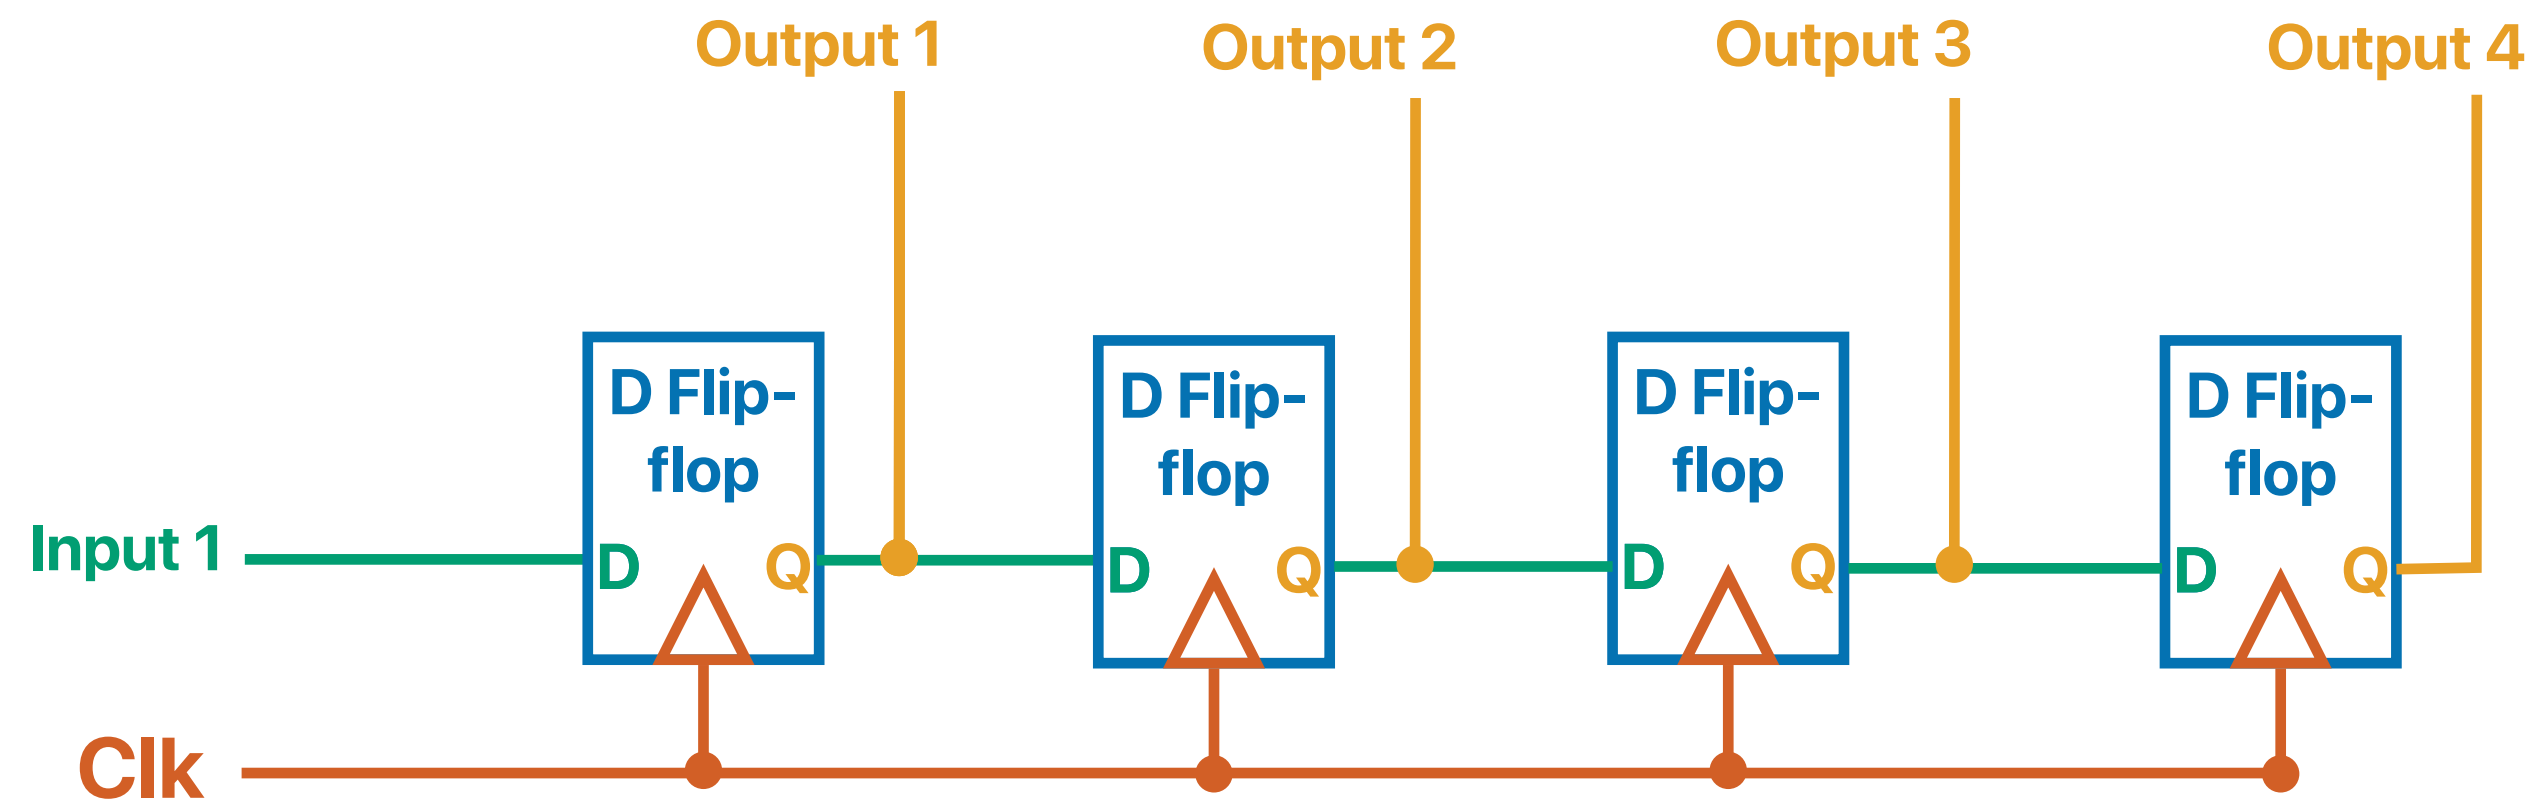 Output 1
Output 2
Output 3
Output 4
D Flip-
flop
D Flip-
flop
D Flip-
flop
D Flip-
flop
Input 1
D
Q
D
Q
D
Q
D
Q
Clk